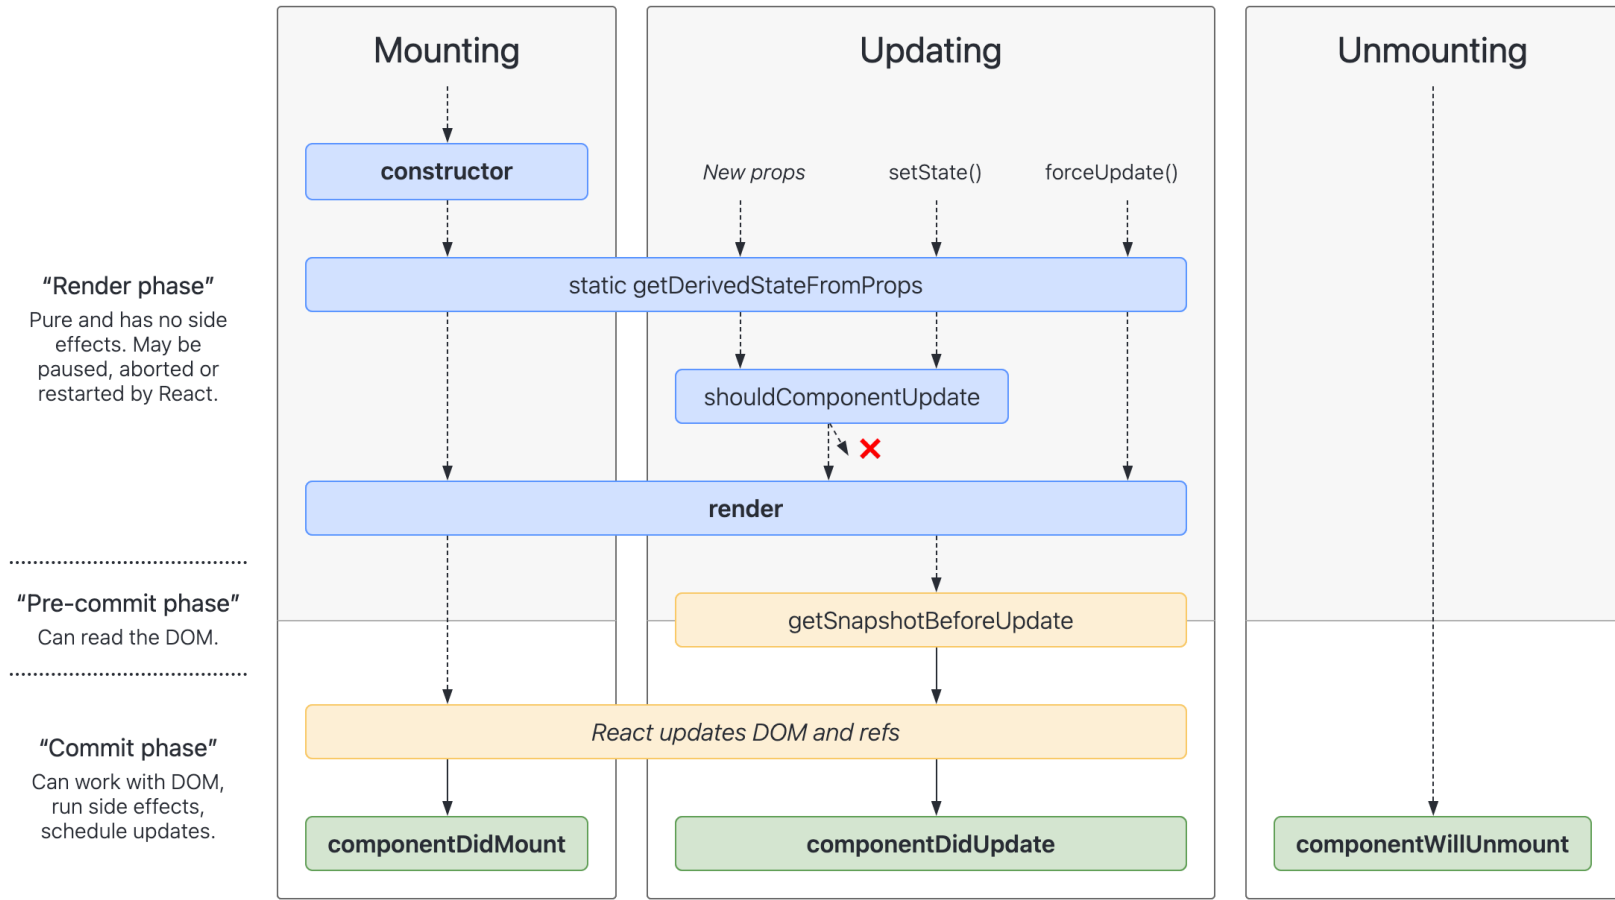 Mounting
Updating
Unmounting
constructor
New props
setState()
forceUpdate()
static getDerivedStateFromProps
“Render phase”
Pure and has no side
effects. May be
paused, aborted or
restarted by React.
shouldComponentUpdate
render
“Pre-commit phase”
Can read the DOM.
getSnapshotBeforeUpdate
React updates DOM and refs
“Commit phase”
Can work with DOM,
run side effects,
schedule updates.
componentDidMount
componentDidUpdate
componentWillUnmount